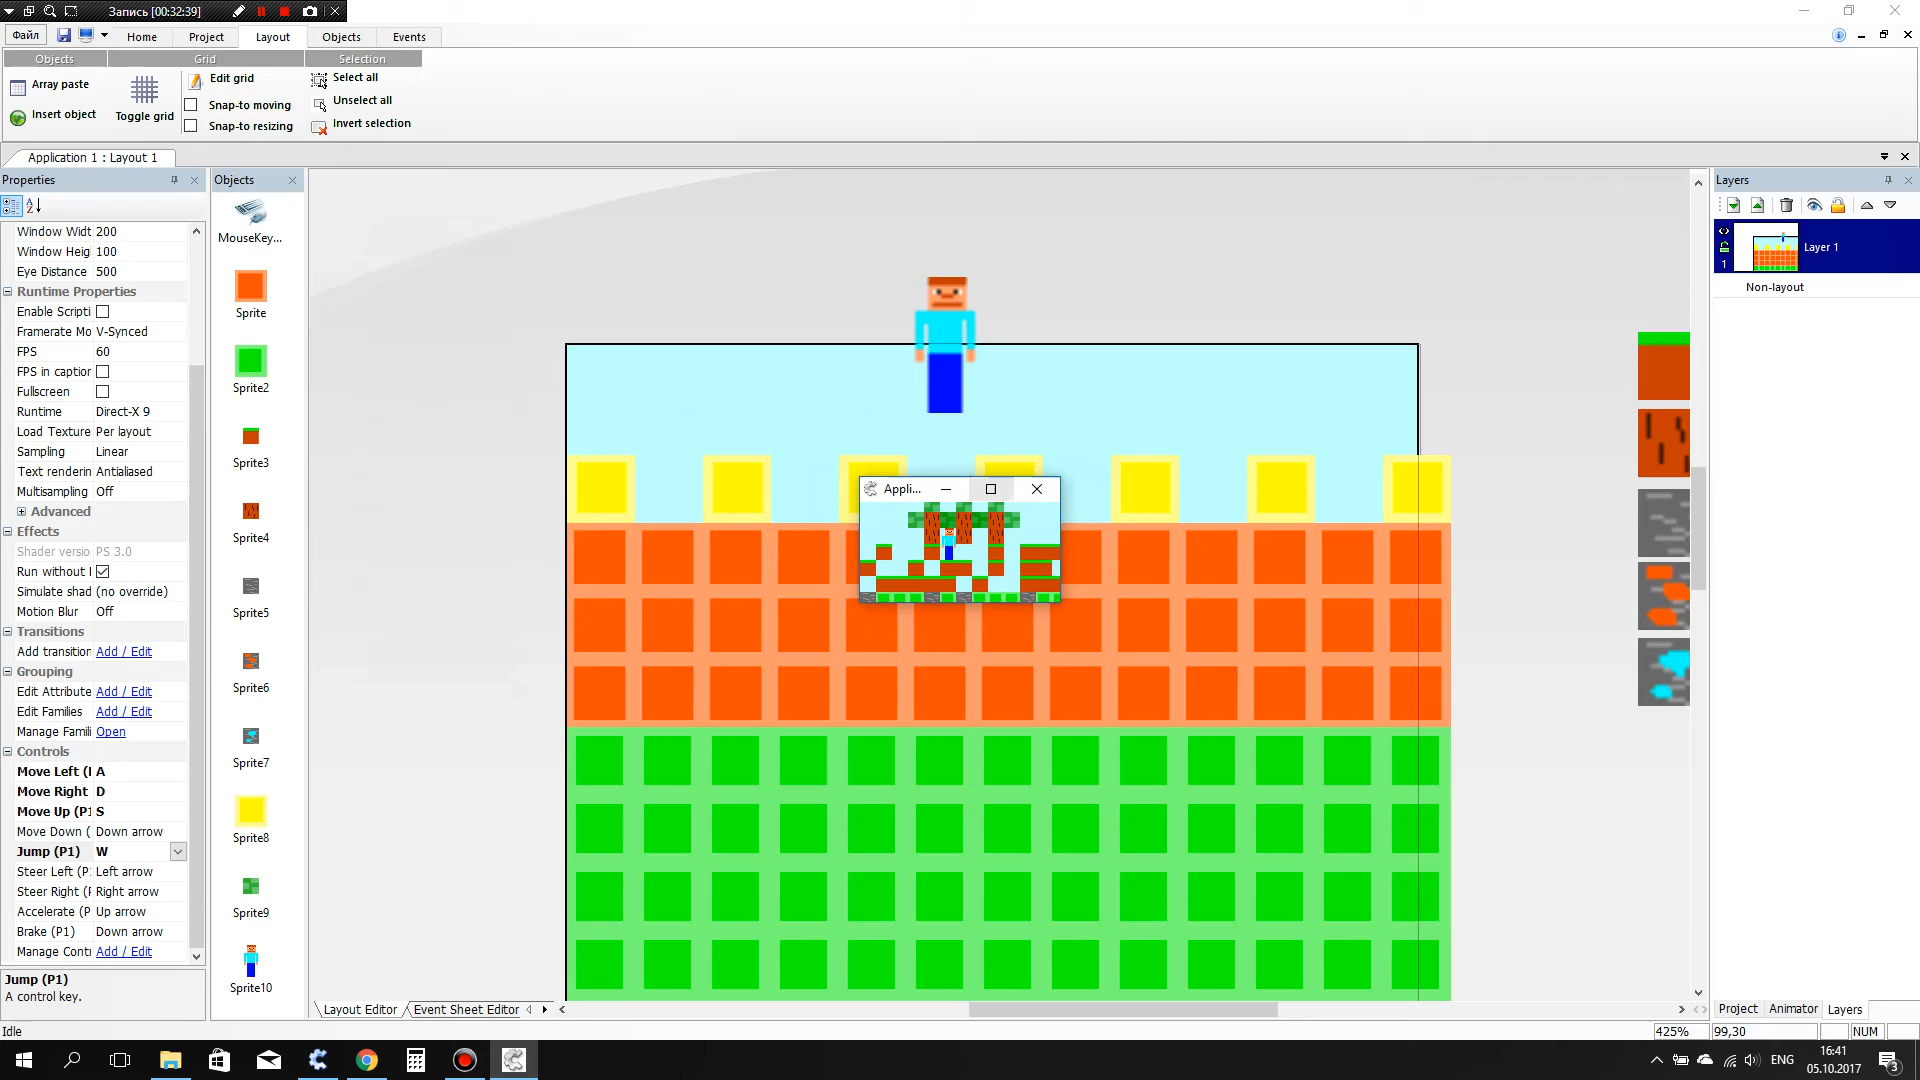 Запись [00:32:39]
Файл
Home
Project
Layout
Objects
Events
Objects
Grid
Selection
Array paste
Insert object
Toggle grid
Edit grid
Snap-to moving
Snap-to resizing
Select all
Unselect all
Invert selection
Application 1 : Layout 1
Properties
Window Widt 200
Window Heig 100
Eye Distance 500
Runtime Properties
Enable Scripti
Framerate Mo V-Synced
FPS 60
FPS in caption
Fullscreen
Runtime Direct-X 9
Load Texture Per layout
Sampling Linear
Text renderin Antialiased
Multisampling Off
Advanced
Effects
Shader versio PS 3.0
Run without l
Simulate shad (no override)
Motion Blur Off
Transitions
Add transition Add / Edit
Grouping
Edit Attribute Add / Edit
Edit Families Add / Edit
Manage Famili Open
Controls
Move Left (I A
Move Right D
Move Up (P1 S
Move Down ( Down arrow
Jump (P1) W
Steer Left (P Left arrow
Steer Right (F Right arrow
Accelerate (P Up arrow
Brake (P1) Down arrow
Manage Contr Add / Edit
Jump (P1)
A control key.
Idle
Objects
MouseKey...
Sprite
Sprite2
Sprite3
Sprite4
Sprite5
Sprite6
Sprite7
Sprite8
Sprite9
Sprite10
Appli...
Layout Editor
Event Sheet Editor
Layers
1
Layer 1
Non-layout
Project
Animator
Layers
425%
99,30
NUM
ENG
16:41
05.10.2017
3